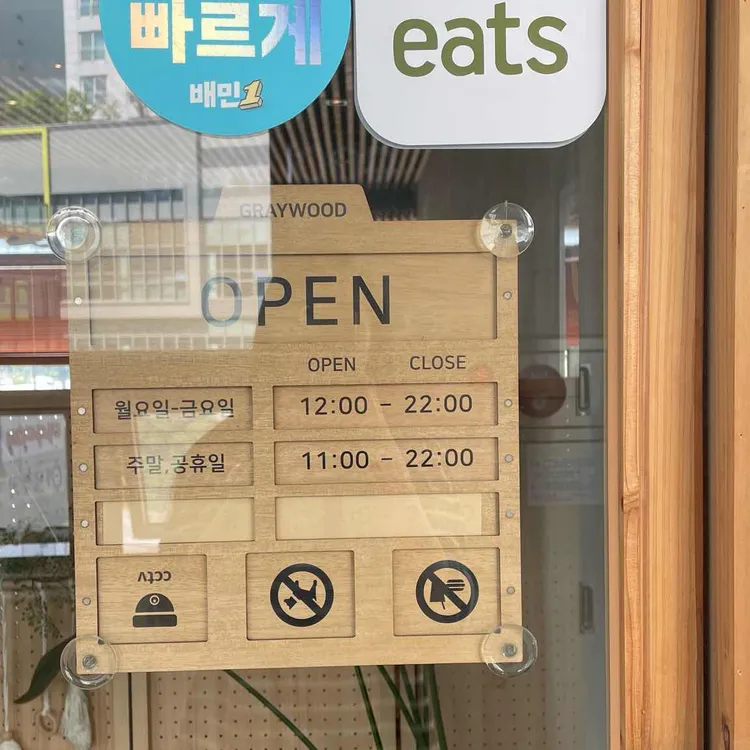 빠르게
배민1
eats
GRAYWOOD
OPEN
OPEN CLOSE
월요일-금요일 12:00 - 22:00
주말,공휴일 11:00 - 22:00
cctv